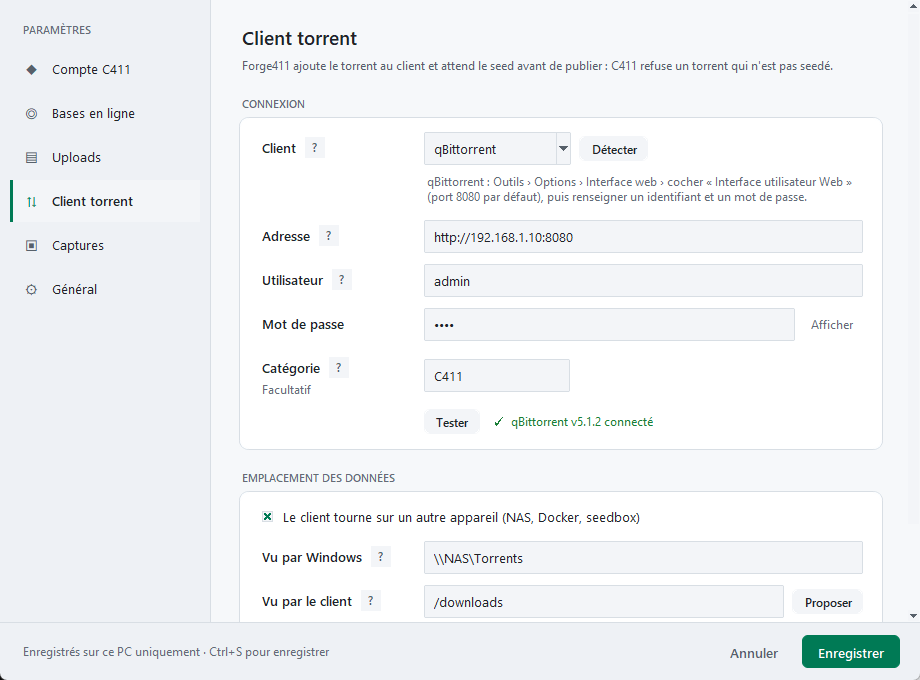 PARAMÈTRES
Compte C411
Bases en ligne
Uploads
Client torrent
Captures
Général
Client torrent
Forge411 ajoute le torrent au client et attend le seed avant de publier : C411 refuse un torrent qui n'est pas seedé.
CONNEXION
Client ?
qBittorrent
Détecter
qBittorrent : Outils › Options › Interface web › cocher « Interface utilisateur Web »
(port 8080 par défaut), puis renseigner un identifiant et un mot de passe.
Adresse ?
http://192.168.1.10:8080
Utilisateur ?
admin
Mot de passe
••••
Afficher
Catégorie ?
Facultatif
C411
Tester
✓ qBittorrent v5.1.2 connecté
EMPLACEMENT DES DONNÉES
Le client tourne sur un autre appareil (NAS, Docker, seedbox)
Vu par Windows ?
\\NAS\Torrents
Vu par le client ?
/downloads
Proposer
Enregistrés sur ce PC uniquement · Ctrl+S pour enregistrer
Annuler
Enregistrer